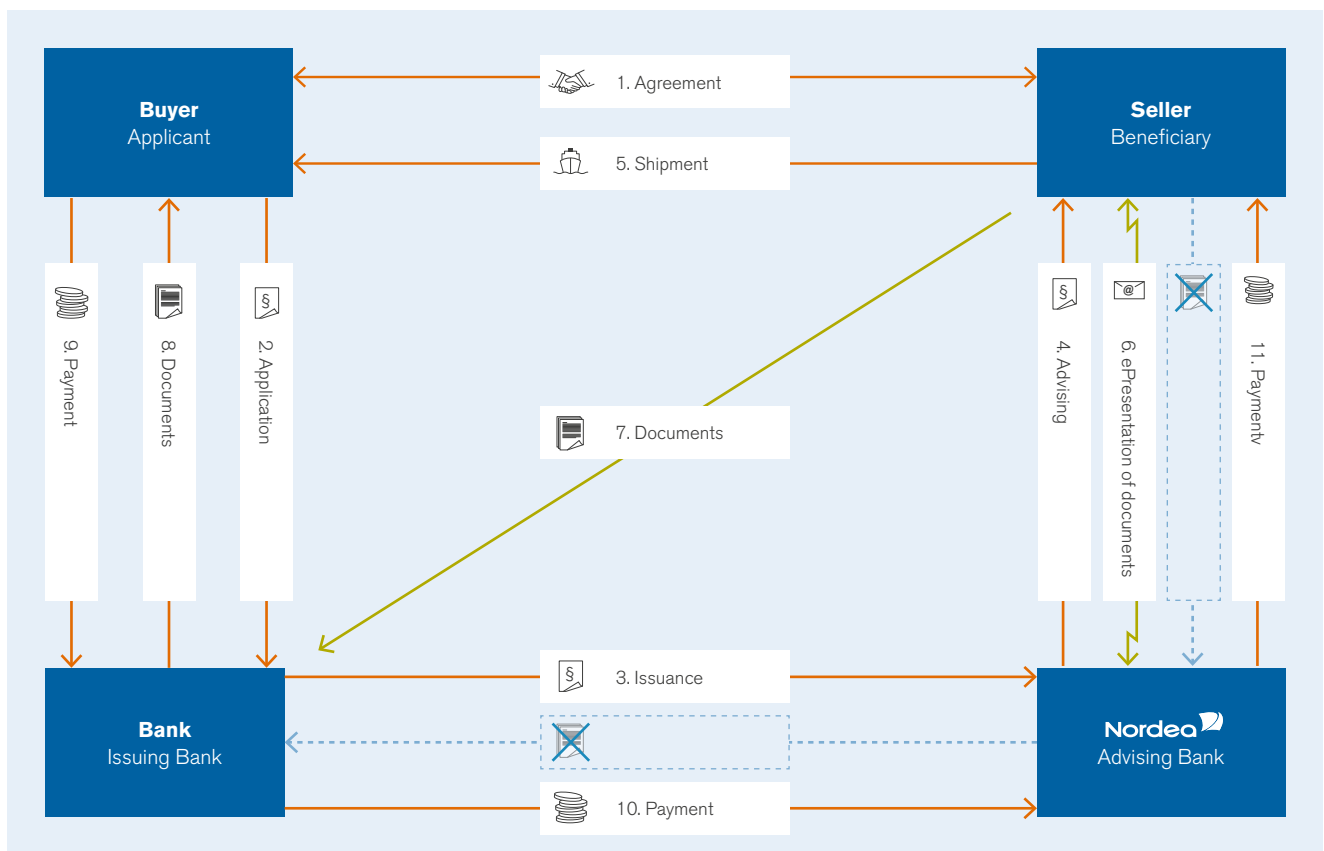 Buyer
Applicant
1. Agreement
5. Shipment
Seller
Beneficiary
9. Payment
8. Documents
§
2. Application
7. Documents
§
4. Advising
@
6. ePresentation of documents
11. Paymentv
Bank
Issuing Bank
§
3. Issuance
10. Payment
Nordea
Advising Bank